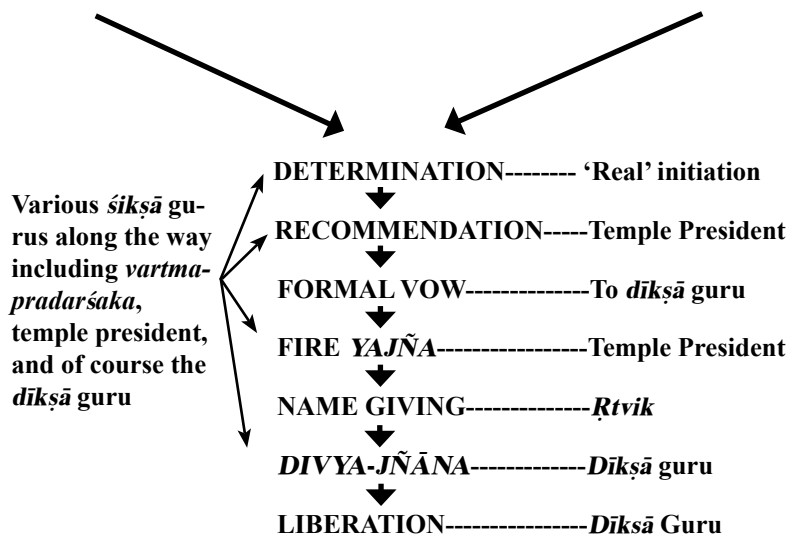 DETERMINATION-------- ‘Real’ initiation
Various śikṣā gu-
rus along the way
including vartma-
pradarśaka,
temple president,
and of course the
dīkṣā guru
RECOMMENDATION-----Temple President
FORMAL VOW--------------To dīkṣā guru
FIRE YAJÑA-----------------Temple President
NAME GIVING--------------Ṛtvik
DIVYA-JÑĀNA-------------Dīkṣā guru
LIBERATION----------------Dīkṣā Guru